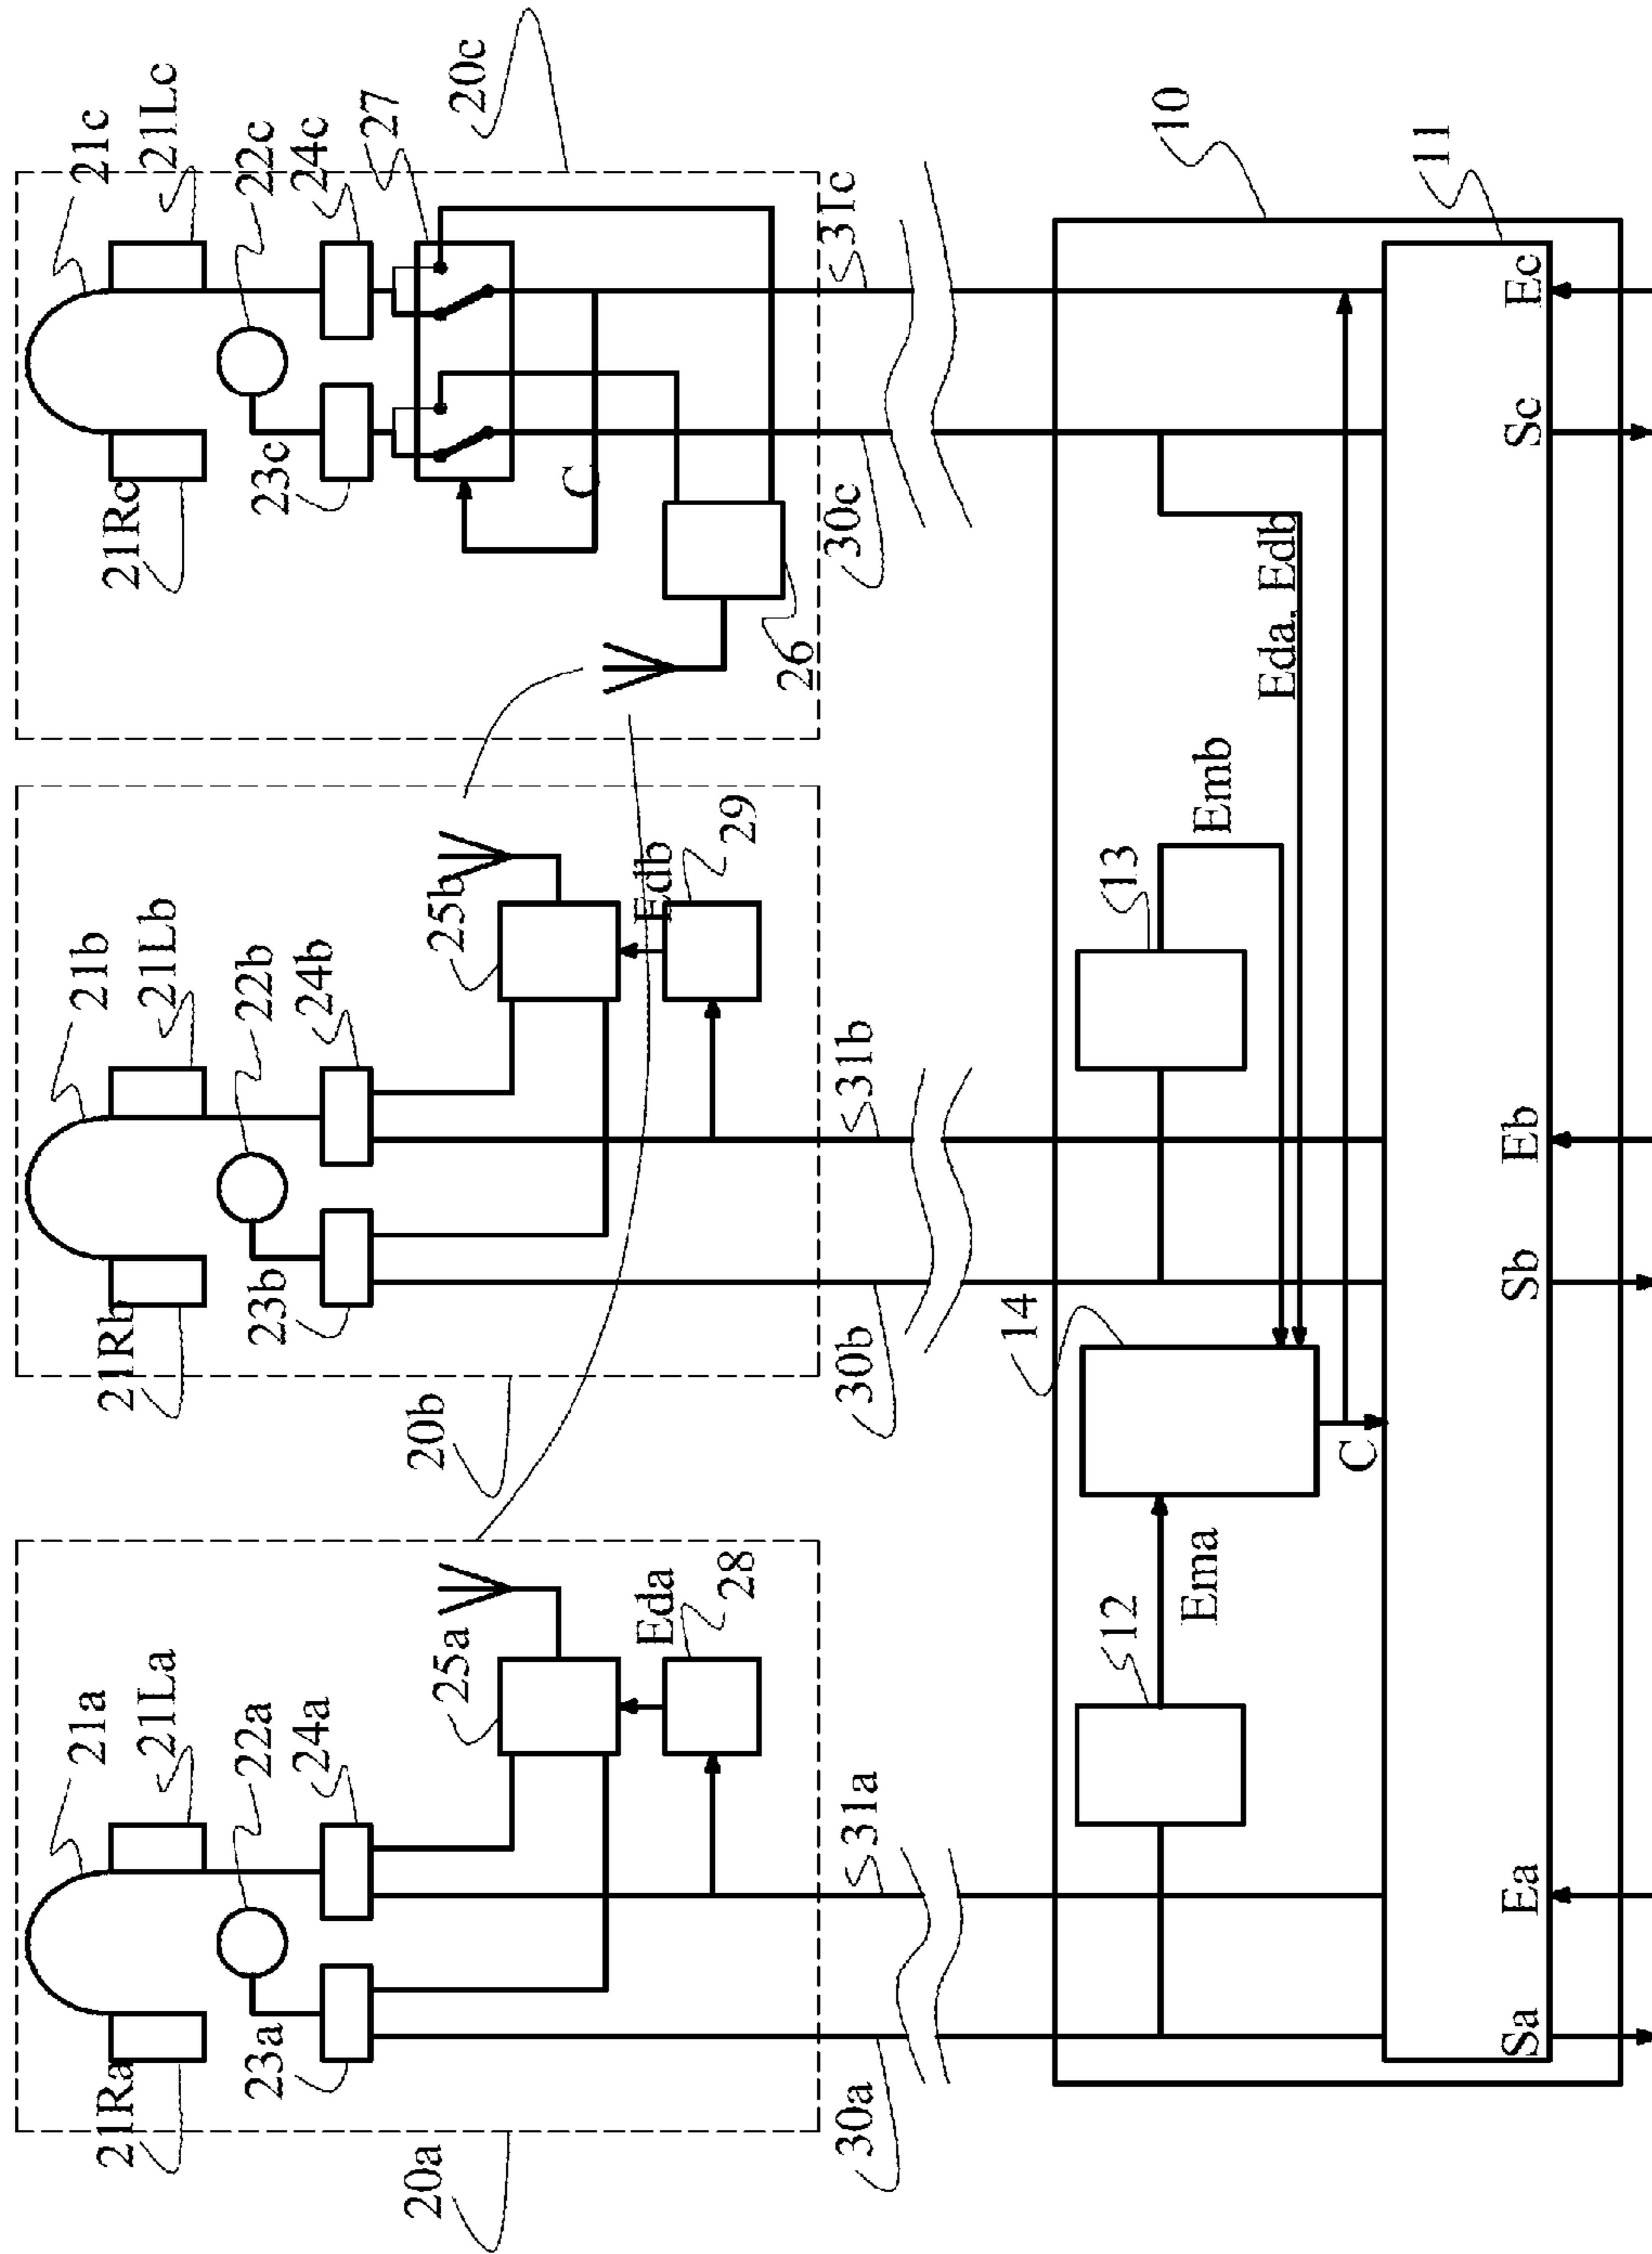 21Ra
21a
21La
22a
23a
24a
25a
Eda
28
20a
30a
31a
21Rb
21b
21Lb
22b
23b
24b
25b
Edb
29
20b
30b
31b
21Rc
21c
21Lc
22c
23c
24c
27
C
26
20c
30c
31c
12
Ema
14
C
13
Emb
Eda, Edb
10
11
Sa
Ea
Sb
Eb
Sc
Ec